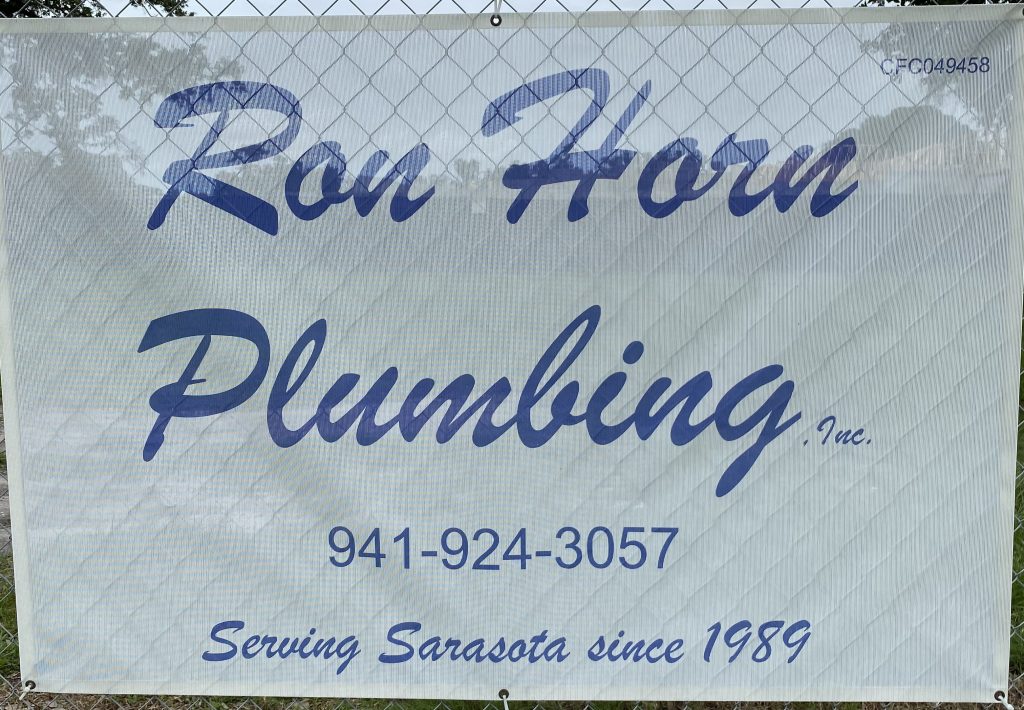 CFC049458
Ron Horn
Plumbing, Inc.
941-924-3057
Serving Sarasota since 1989